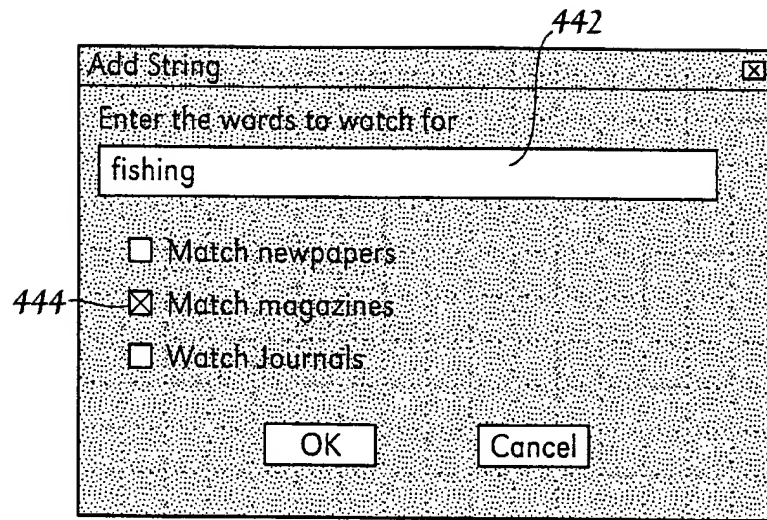 442
Add String
Enter the words to watch for
fishing
Match newpapers
444 Match magazines
Watch Journals
OK Cancel